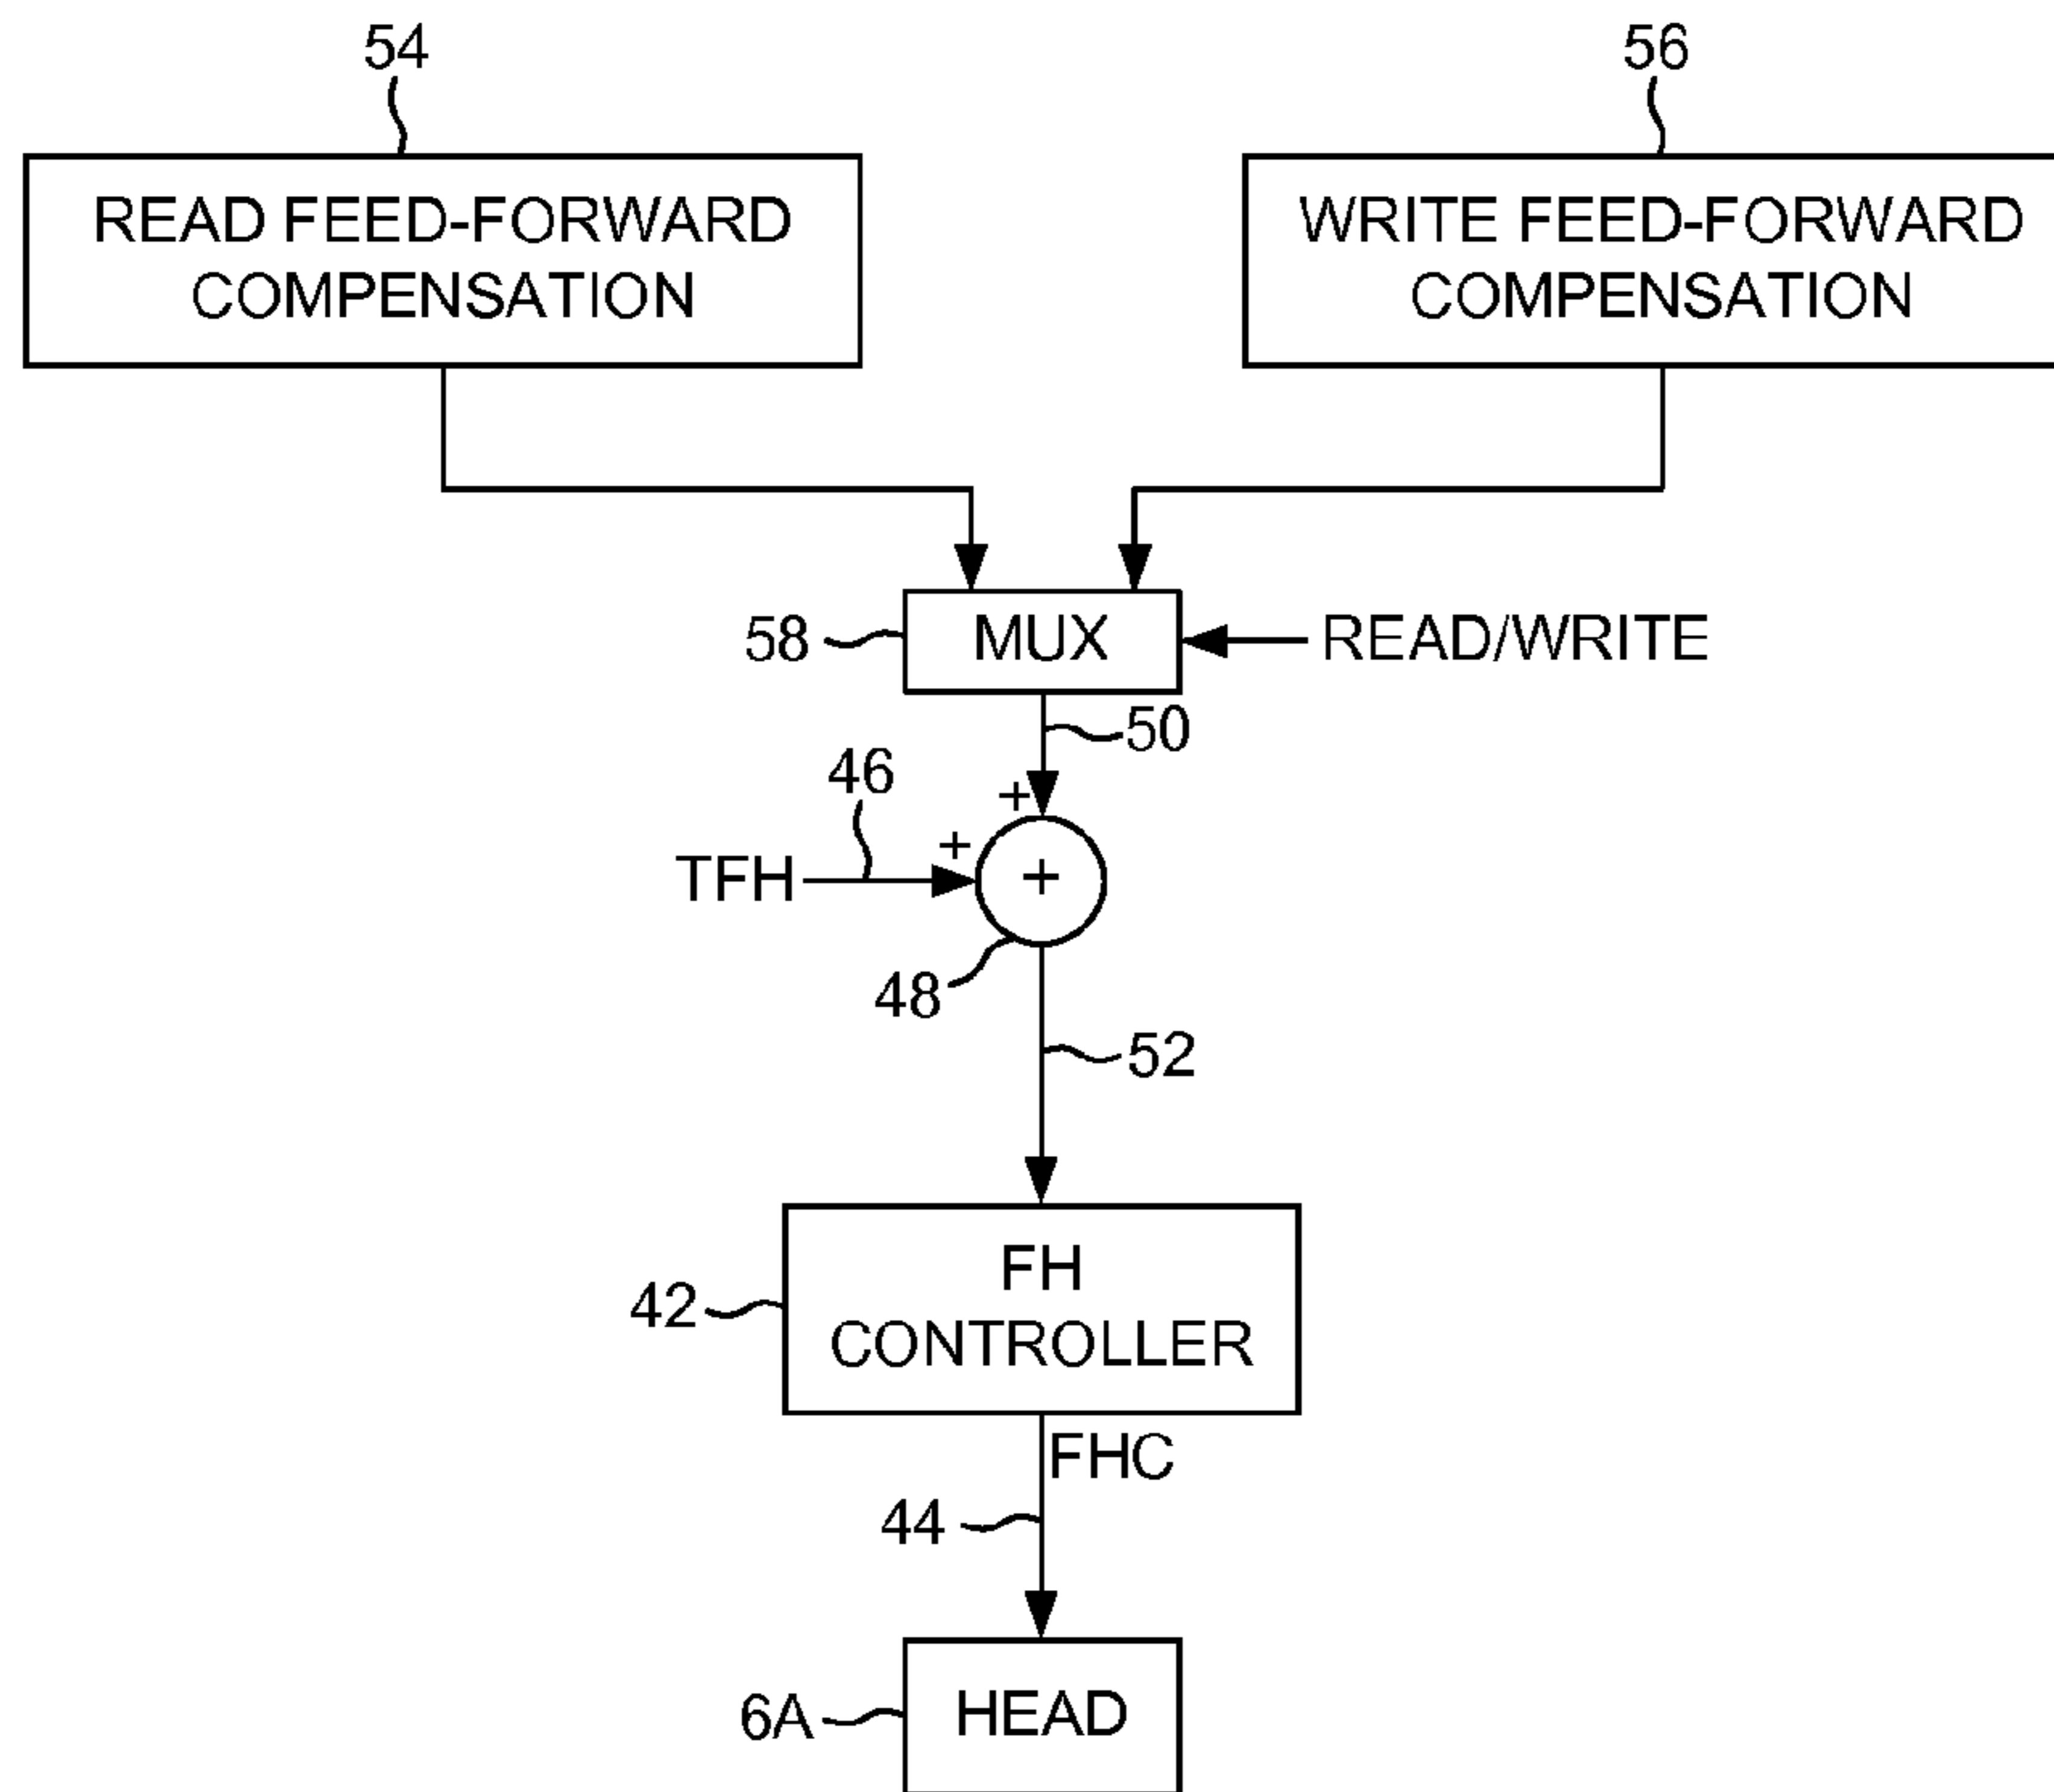 54
56
READ FEED-FORWARD
COMPENSATION
WRITE FEED-FORWARD
COMPENSATION
58
MUX
READ/WRITE
50
46
+
+
TFH
+
48
52
FH
CONTROLLER
42
FHC
44
6A
HEAD